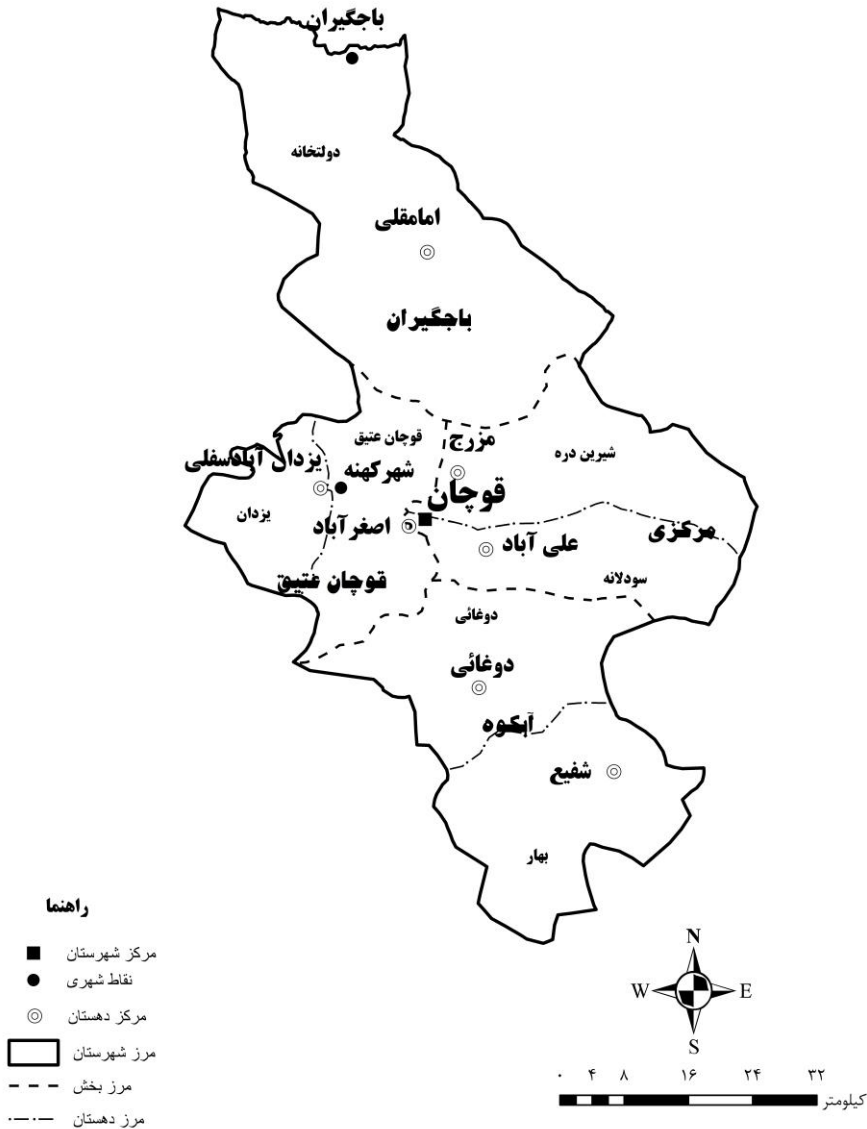 باجگیران
دولتخانه
امامقلی
باجگیران
قوچان عتیق
مزرج
شیرین دره
یزدان آبادسفلی
شهرکهنه
قوچان
یزدان
اصغرآباد
علی آباد
مرکزی
قوچان عتیق
سودلانه
دوغائی
دوغائی
آبکوه
شفیع
بهار
راهنما
مرکز شهرستان
نقاط شهری
مرکز دهستان
مرز شهرستان
مرز بخش
مرز دهستان
N
W E
S
۰ ۴ ۸ ۱۶ ۲۴ ۳۲
کیلومتر